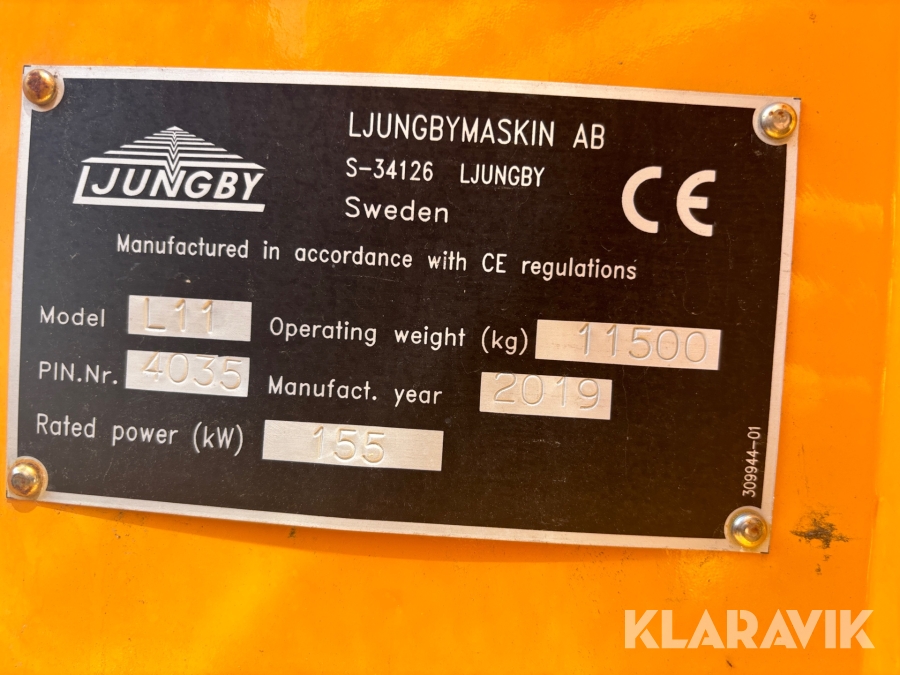 LJUNGBY
LJUNGBYMASKIN AB
S-34126 LJUNGBY
Sweden
CE
Manufactured in accordance with CE regulations
Model L11 Operating weight (kg) 11500
PIN.Nr. 4035 Manufact. year 2019
Rated power (kW) 155
309944-01
KLARAVIK